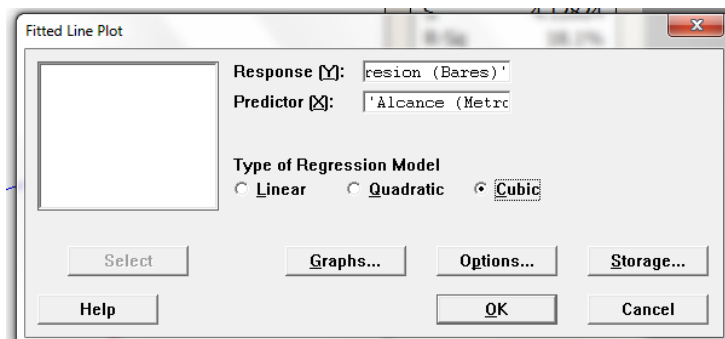 Fitted Line Plot
Response (Y): resion (Bares)'
Predictor (X): 'Alcance (Metro
Type of Regression Model
Linear Quadratic Cubic
Select Graphs... Options... Storage...
Help OK Cancel